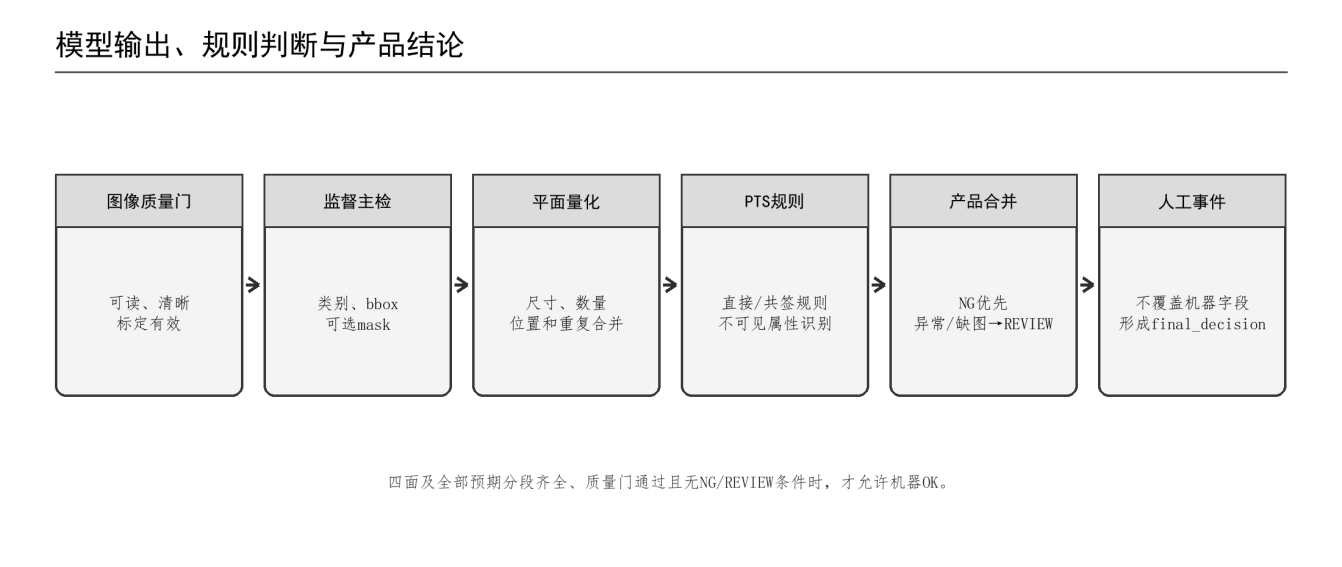 模型输出、规则判断与产品结论
图像质量门
可读、清晰
标定有效
监督主检
类别、bbox
可选mask
平面量化
尺寸、数量
位置和重复合并
PTS规则
直接/共签规则
不可见属性识别
产品合并
NG优先
异常/缺图→REVIEW
人工事件
不覆盖机器字段
形成final_decision
四面及全部预期分段齐全、质量门通过且无NG/REVIEW条件时，才允许机器OK。